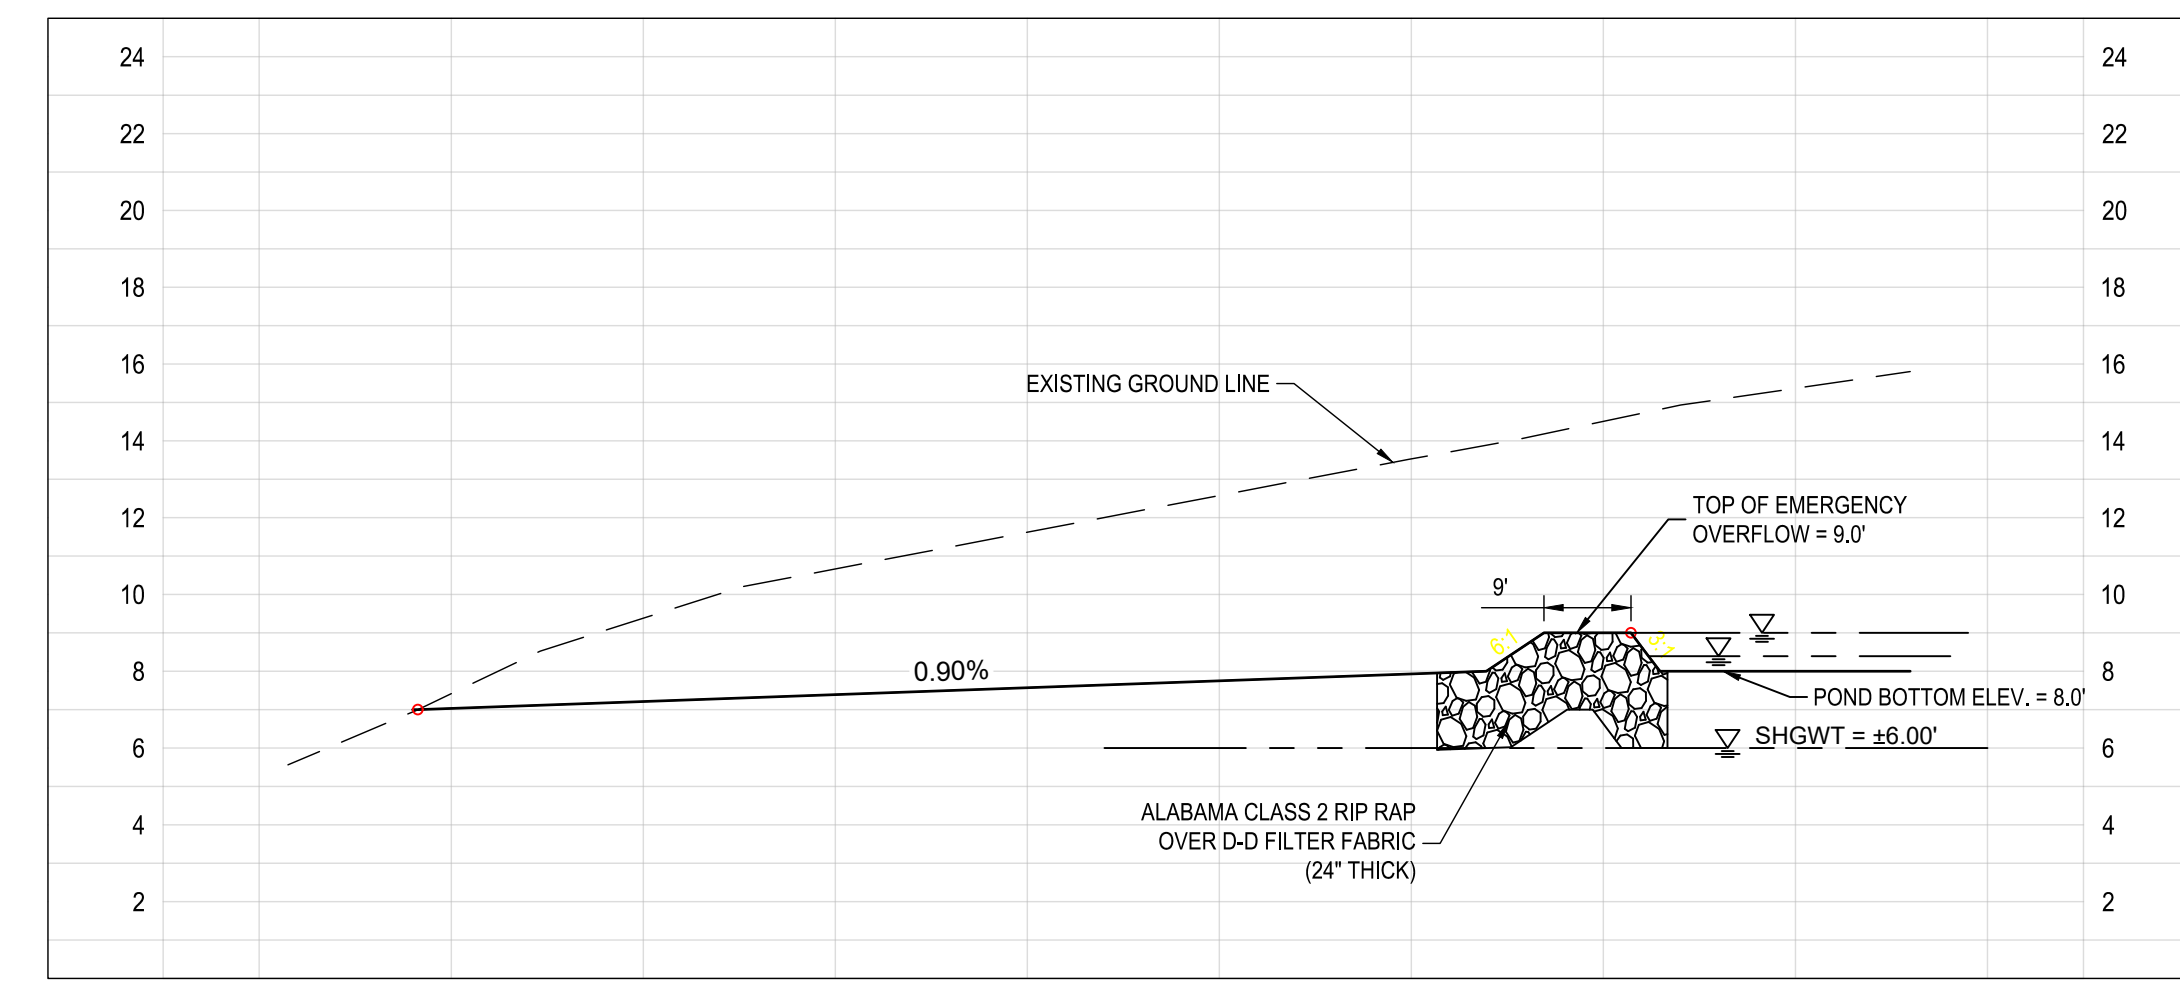 24 24
22 22
20 20
18 18
16 16
EXISTING GROUND LINE
14 14
TOP OF EMERGENCY
OVERFLOW = 9.0'
12 12
9'
10 10
6:1 3:1
0.90%
8 8
POND BOTTOM ELEV. = 8.0'
SHGWT = ±6.00'
6 6
ALABAMA CLASS 2 RIP RAP
OVER D-D FILTER FABRIC
(24" THICK)
4 4
2 2